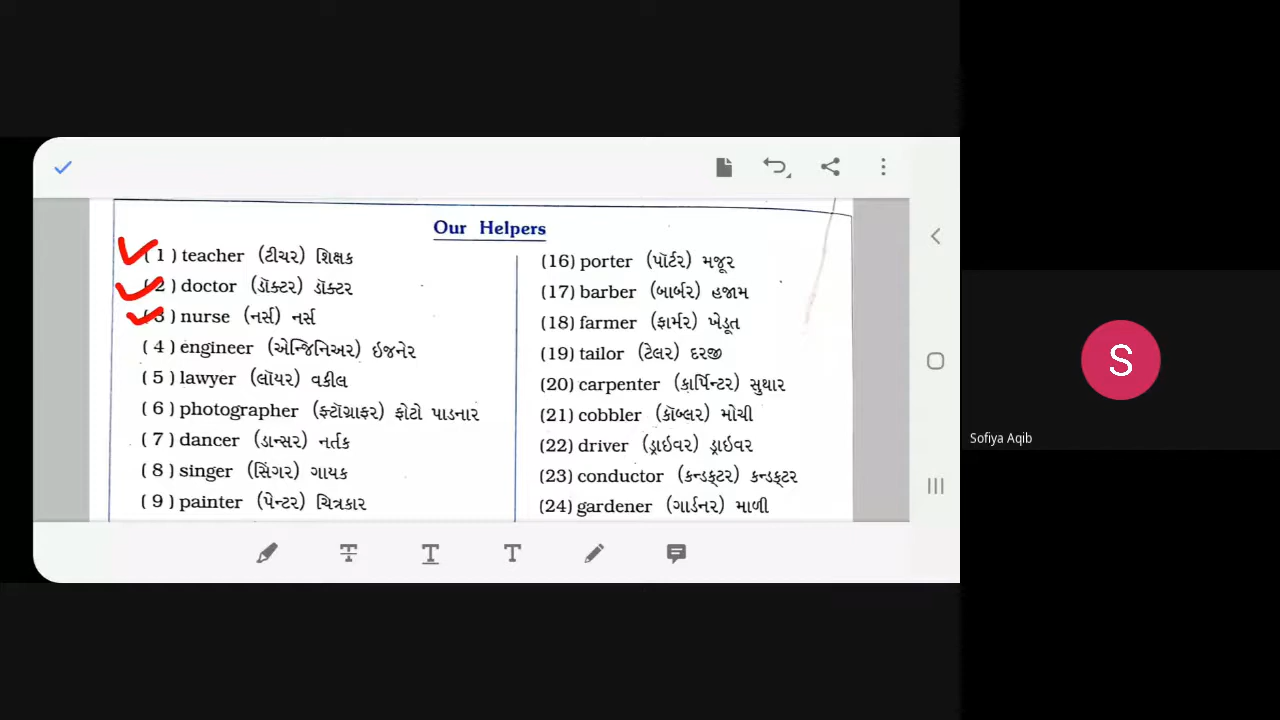 Our Helpers
(1) teacher (ટીચર) શિક્ષક
(2) doctor (ડૉક્ટર) ડૉક્ટર
(3) nurse (નર્સ) નર્સ
(4) engineer (એન્જિનિઅર) ઇજનેર
(5) lawyer (લૉયર) વકીલ
(6) photographer (ફ્ટૉગ્રાફર) ફોટો પાડનાર
(7) dancer (ડાન્સર) નર્તક
(8) singer (સિંગર) ગાયક
(9) painter (પેન્ટર) ચિત્રકાર
(16) porter (પૉર્ટર) મજૂર
(17) barber (બાર્બર) હજામ
(18) farmer (ફાર્મર) ખેડૂત
(19) tailor (ટેલર) દરજી
(20) carpenter (કાર્પિન્ટર) સુથાર
(21) cobbler (કૉબ્લર) મોચી
(22) driver (ડ્રાઇવર) ડ્રાઇવર
(23) conductor (કન્ડક્ટર) કન્ડક્ટર
(24) gardener (ગાર્ડનર) માળી
S
Sofiya Aqib